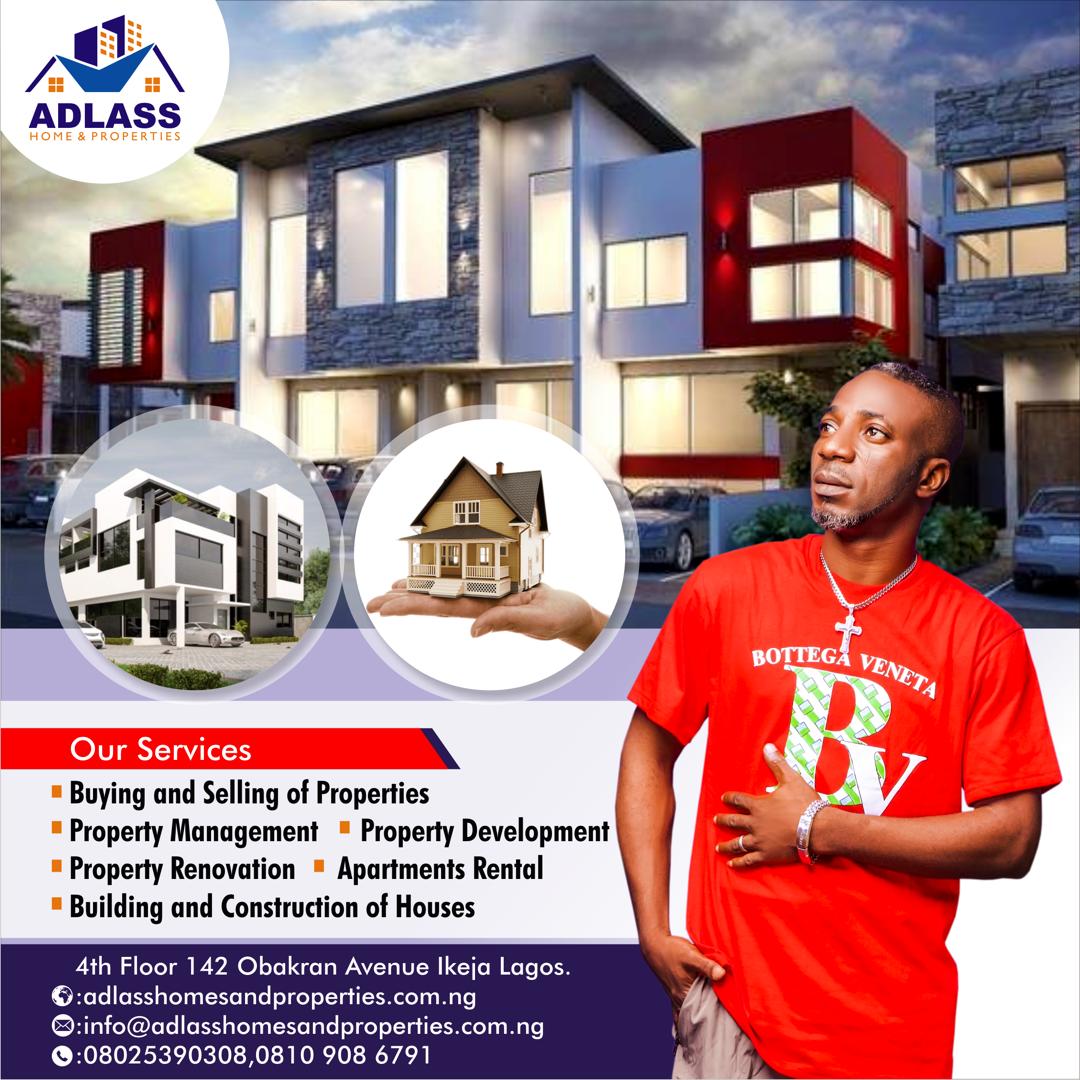 ADLASS
HOME & PROPERTIES
BOTTEGA VENETA
BV
Our Services
Buying and Selling of Properties
Property Management
Property Development
Property Renovation
Apartments Rental
Building and Construction of Houses
4th Floor 142 Obakran Avenue Ikeja Lagos.
:adlasshomesandproperties.com.ng
:info@adlasshomesandproperties.com.ng
:08025390308,0810 908 6791